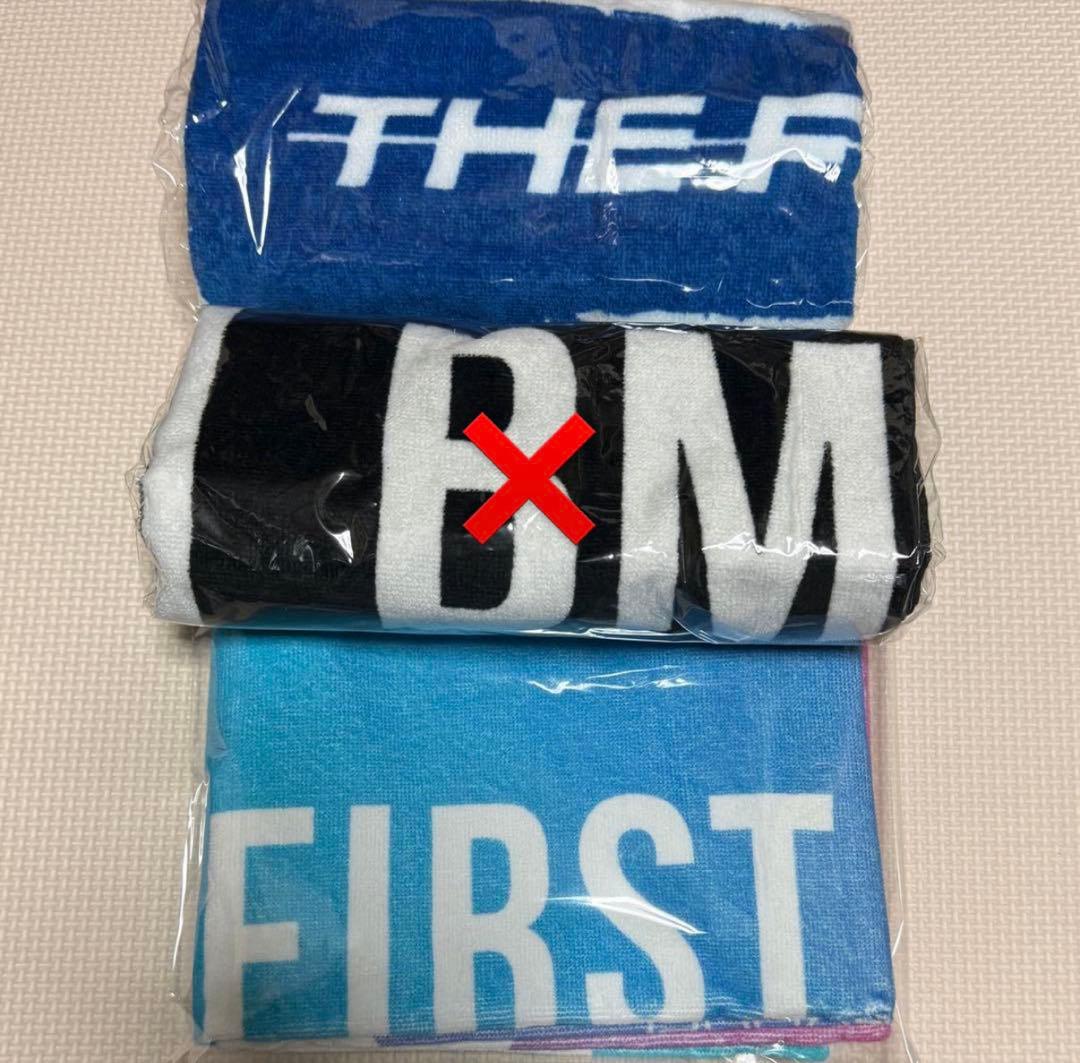 THE F
BM
FIRST